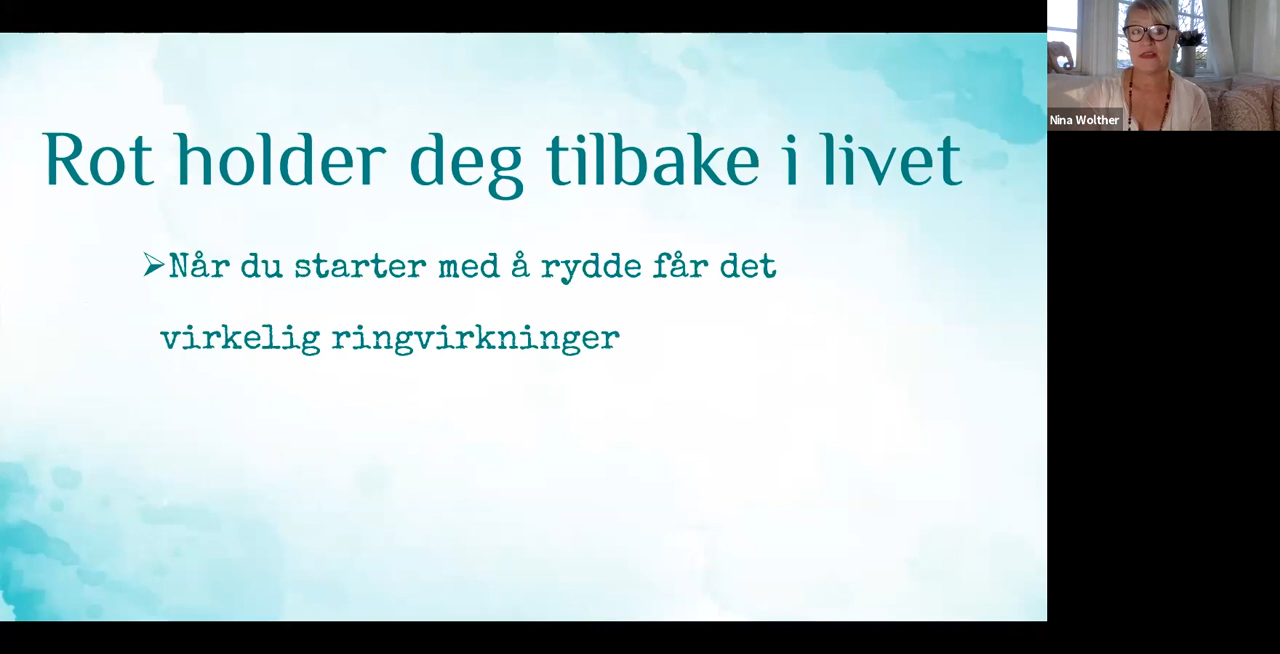 Rot holder deg tilbake i livet
➢Når du starter med å rydde får det
virkelig ringvirkninger
Nina Wolther